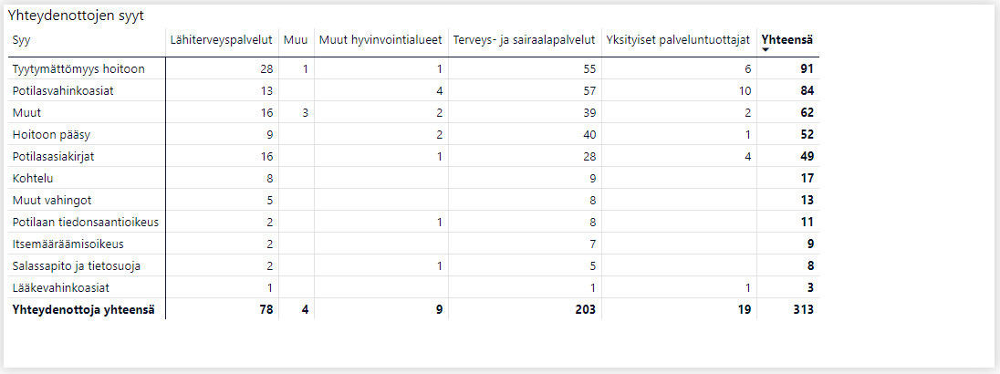 Yhteydenottojen syyt
Syy Lähiterveyspalvelut Muu Muut hyvinvointialueet Terveys- ja sairaalapalvelut Yksityiset palveluntuottajat Yhteensä
Tyytymättömyys hoitoon 28 1 1 55 6 91
Potilasvahinkoasiat 13 4 57 10 84
Muut 16 3 2 39 2 62
Hoitoon pääsy 9 2 40 1 52
Potilasasiakirjat 16 1 28 4 49
Kohtelu 8 9 17
Muut vahingot 5 8 13
Potilaan tiedonsaantioikeus 2 1 8 11
Itsemääräämisoikeus 2 7 9
Salassapito ja tietosuoja 2 1 5 8
Lääkevahinkoasiat 1 1 1 3
Yhteydenottoja yhteensä 78 4 9 203 19 313